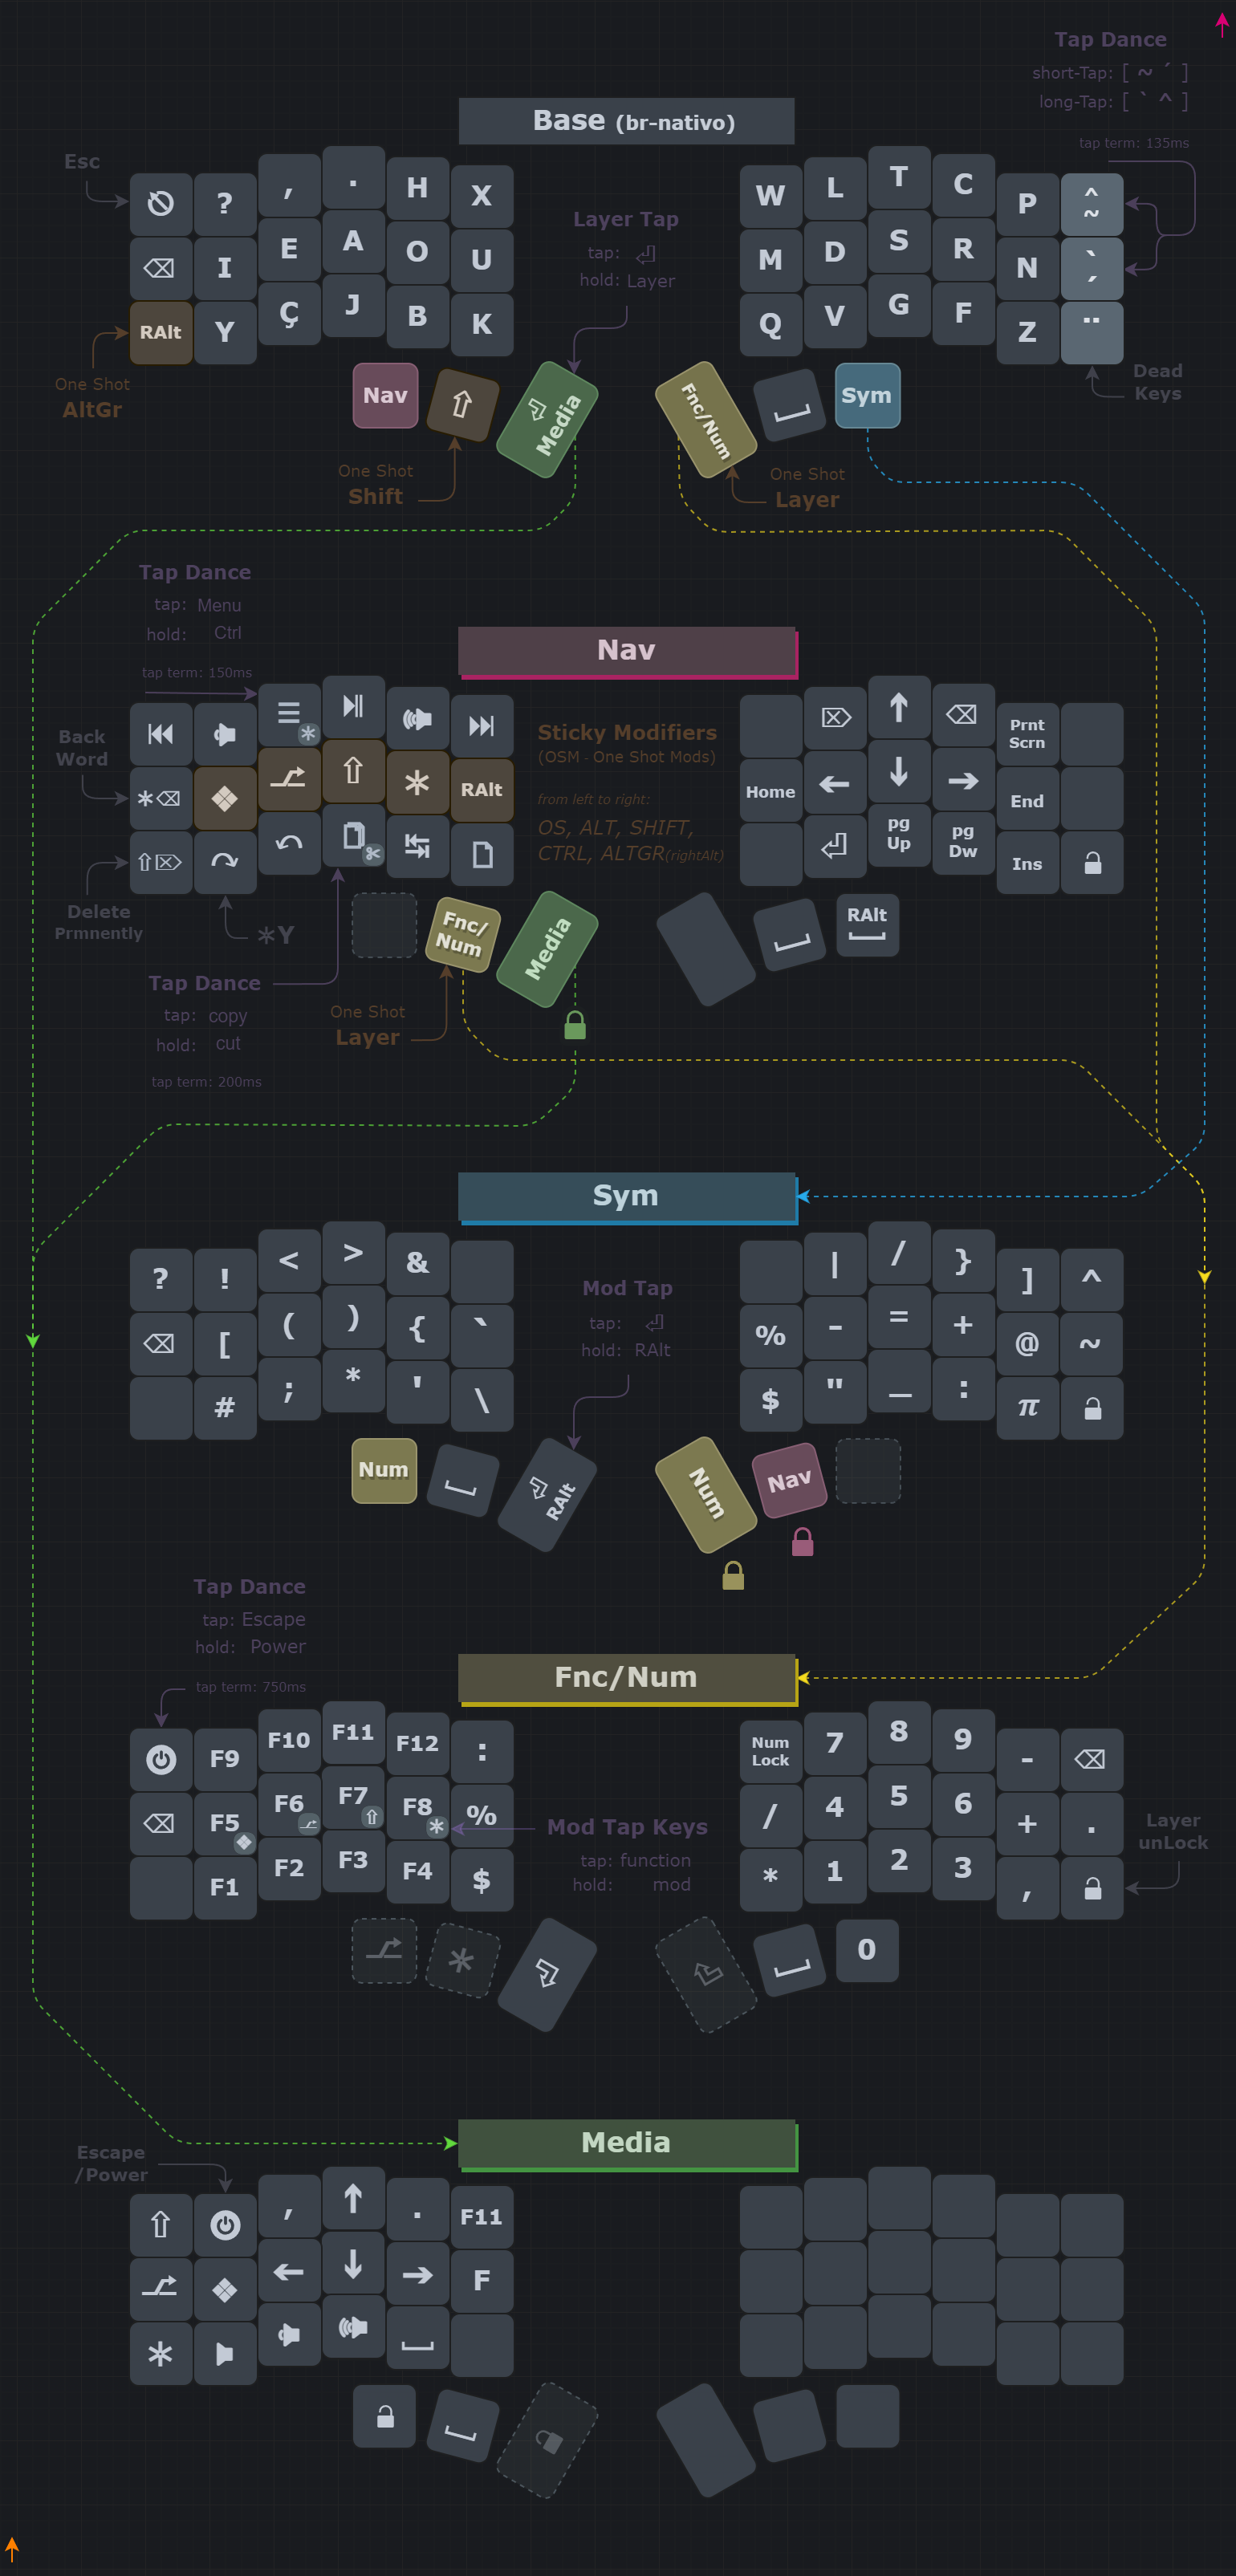 Tap Dance
short-Tap: [ ~ ´ ]
long-Tap: [ ` ^ ]
tap term: 135ms
Base (br-nativo)
Esc
? , . H X
W L T C P ^ ~
Layer Tap
tap: ⏎
hold: Layer
⌫ I E A O U
M D S R N ` ´
RAlt Y Ç J B K
Q V G F Z ¨
One Shot
AltGr
Dead
Keys
Nav ⇧ Media
Fnc/Num Sym
One Shot
Shift
One Shot
Layer
Tap Dance
tap: Menu
hold: Ctrl
tap term: 150ms
Nav
⌦ ↑ ⌫ Prnt
Scrn
Back
Word
Sticky Modifiers
(OSM - One Shot Mods)
from left to right:
OS, ALT, SHIFT,
CTRL, ALTGR(rightAlt)
*⌫ ❖ ⇧ * RAlt
Home ← ↓ → End
⇧⌦
⏎ pg
Up pg
Dw Ins
Delete
Prmnently
*Y
Fnc/
Num Media
RAlt
Tap Dance
tap: copy
hold: cut
tap term: 200ms
One Shot
Layer
Sym
? ! < > &
| / } ] ^
Mod Tap
tap: ⏎
hold: RAlt
⌫ [ ( ) { `
% - = + @ ~
# ; * ' \
$ " _ : π
Num RAlt
Num Nav
Tap Dance
tap: Escape
hold: Power
tap term: 750ms
Fnc/Num
F9 F10 F11 F12 :
Num
Lock 7 8 9 - ⌫
⌫ F5 F6 F7 F8 %
/ 4 5 6 + .
Mod Tap Keys
tap: function
hold: mod
Layer
unLock
F1 F2 F3 F4 $
* 1 2 3 ,
*
0
Media
Escape
/Power
⇧ , ↑ . F11
❖ ← ↓ → F
*